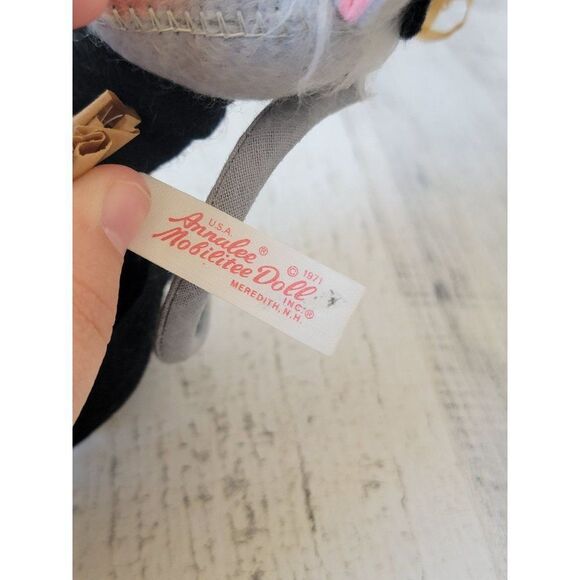 U.S.A.
Annalee® © 1971
Mobilitee Doll INC.®
MEREDITH, N.H.